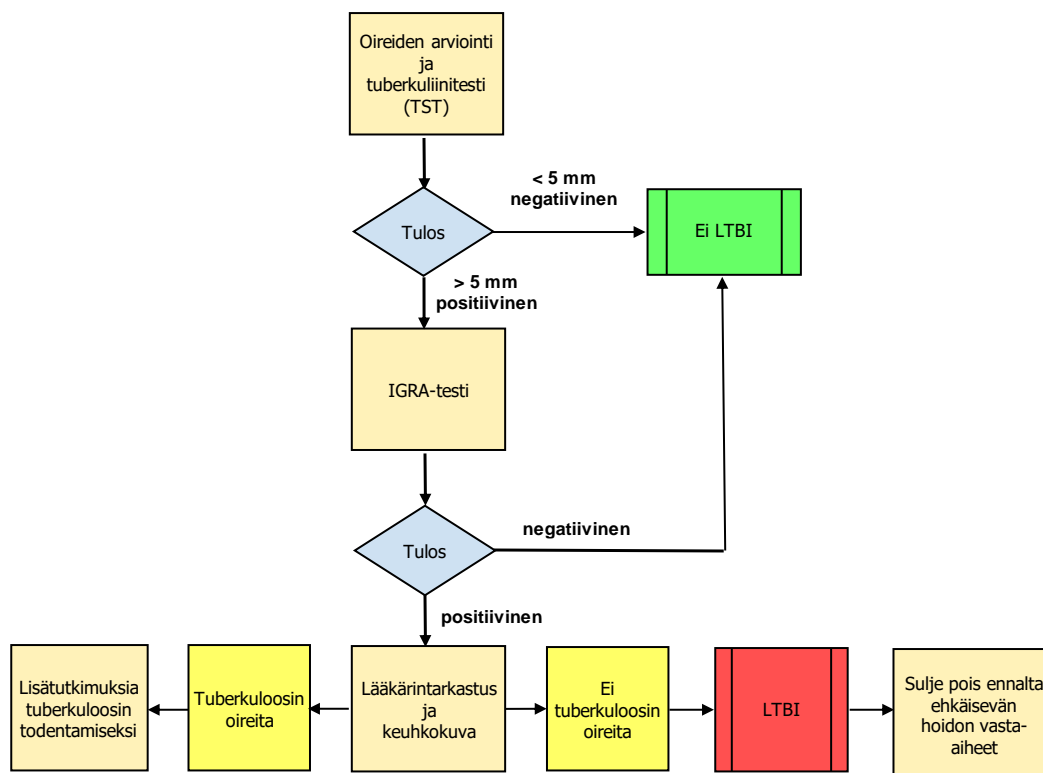 Oireiden arviointi
ja
tuberkuliinitesti
(TST)
< 5 mm
negatiivinen
Tulos
Ei LTBI
> 5 mm
positiivinen
IGRA-testi
negatiivinen
Tulos
positiivinen
Lisätutkimuksia
tuberkuloosin
todentamiseksi
Tuberkuloosin
oireita
Lääkärintarkastus
ja
keuhkokuva
Ei
tuberkuloosin
oireita
LTBI
Sulje pois ennalta
ehkäisevän
hoidon vasta-
aiheet